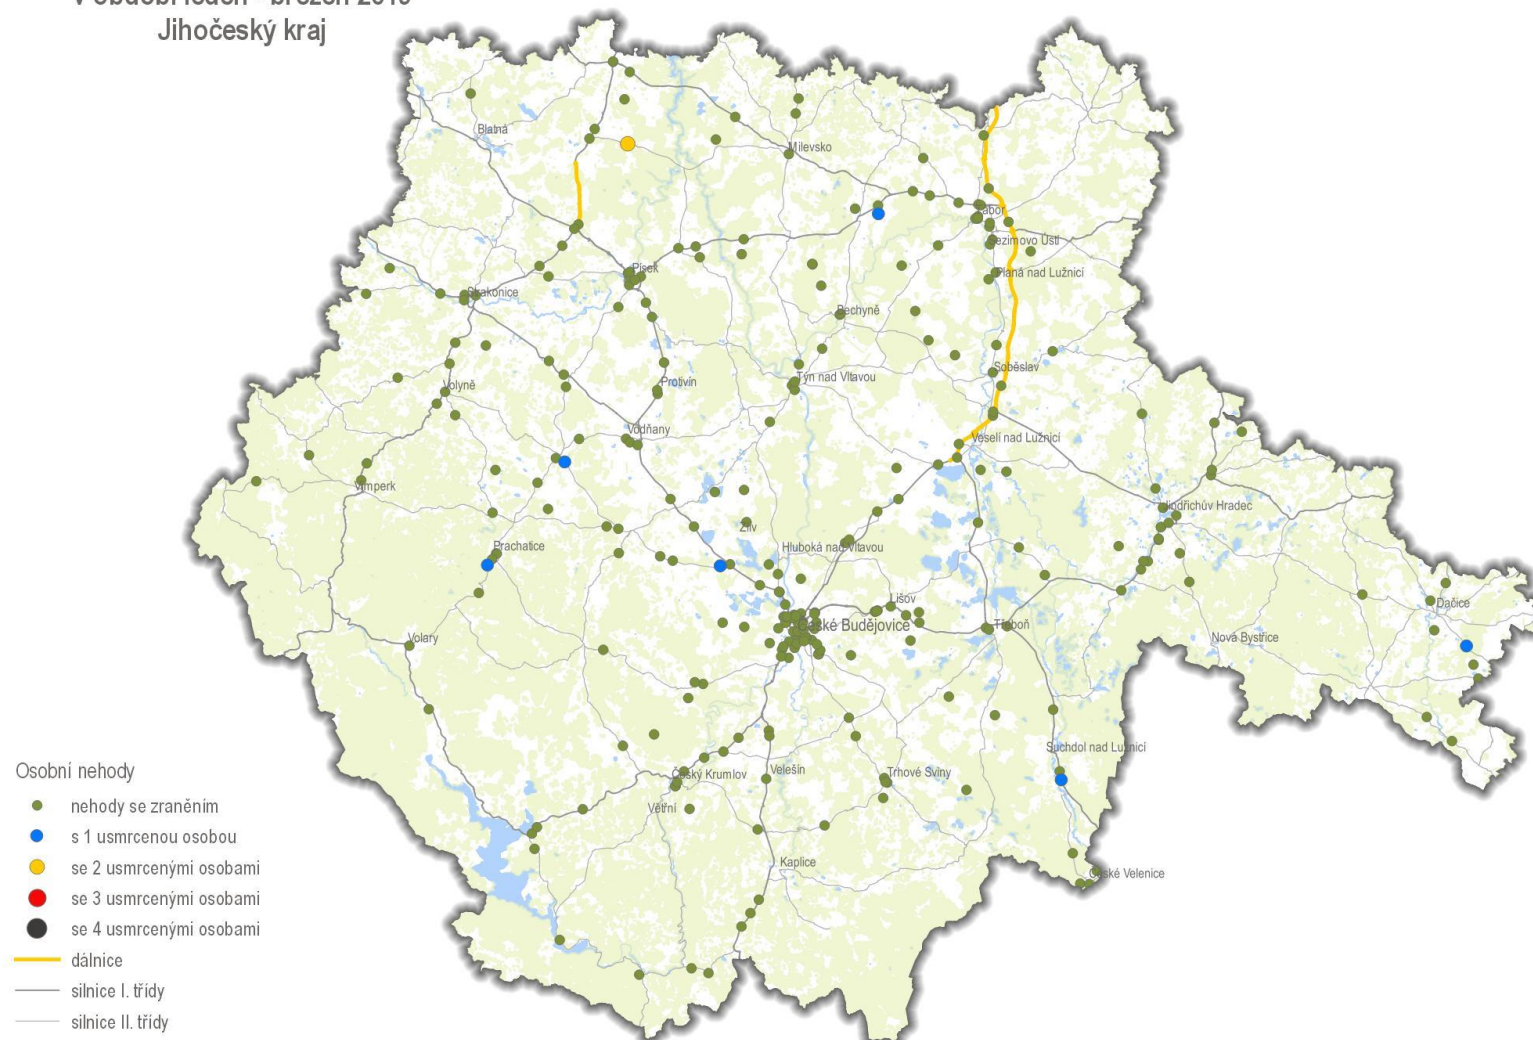 v období leden - březen 2019
Jihočeský kraj
Blatná
Milevsko
Tábor
Sezimovo Ústí
Písek
Planá nad Lužnicí
Strakonice
Bechyně
Soběslav
Týn nad Vltavou
Protivín
Volyně
Vodňany
Veselí nad Lužnicí
Vimperk
Jindřichův Hradec
Zliv
Prachatice
Hluboká nad Vltavou
Lišov
Dačice
České Budějovice
Třeboň
Nová Bystřice
Volary
Suchdol nad Lužnicí
Český Krumlov
Velešín
Trhové Sviny
Větřní
Kaplice
České Velenice
Osobní nehody
nehody se zraněním
s 1 usmrcenou osobou
se 2 usmrcenými osobami
se 3 usmrcenými osobami
se 4 usmrcenými osobami
dálnice
silnice I. třídy
silnice II. třídy